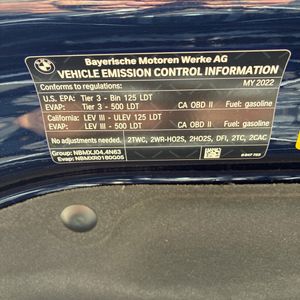 BMW
Bayerische Motoren Werke AG
VEHICLE EMISSION CONTROL INFORMATION
Conforms to regulations: MY 2022
U.S. EPA: Tier 3 - Bin 125 LDT
EVAP: Tier 3 - 500 LDT CA OBD II Fuel: gasoline
California: LEV III - ULEV 125 LDT
EVAP: LEV III - 500 LDT CA OBD II Fuel: gasoline
No adjustments needed. 2TWC, 2WR-HO2S, 2HO2S, DFI, 2TC, 2CAC
Group: NBMXJ04.4N63
Evap: NBMXR0180G05